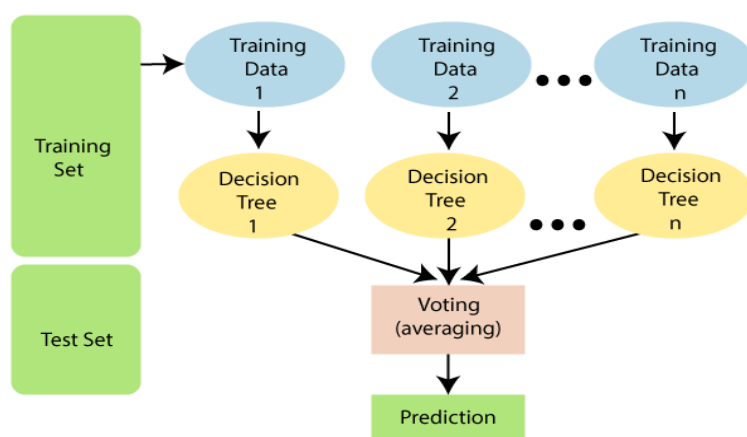 Training
Set
Test Set
Training
Data
1
Training
Data
2
Training
Data
n
Decision
Tree
1
Decision
Tree
2
Decision
Tree
n
Voting
(averaging)
Prediction